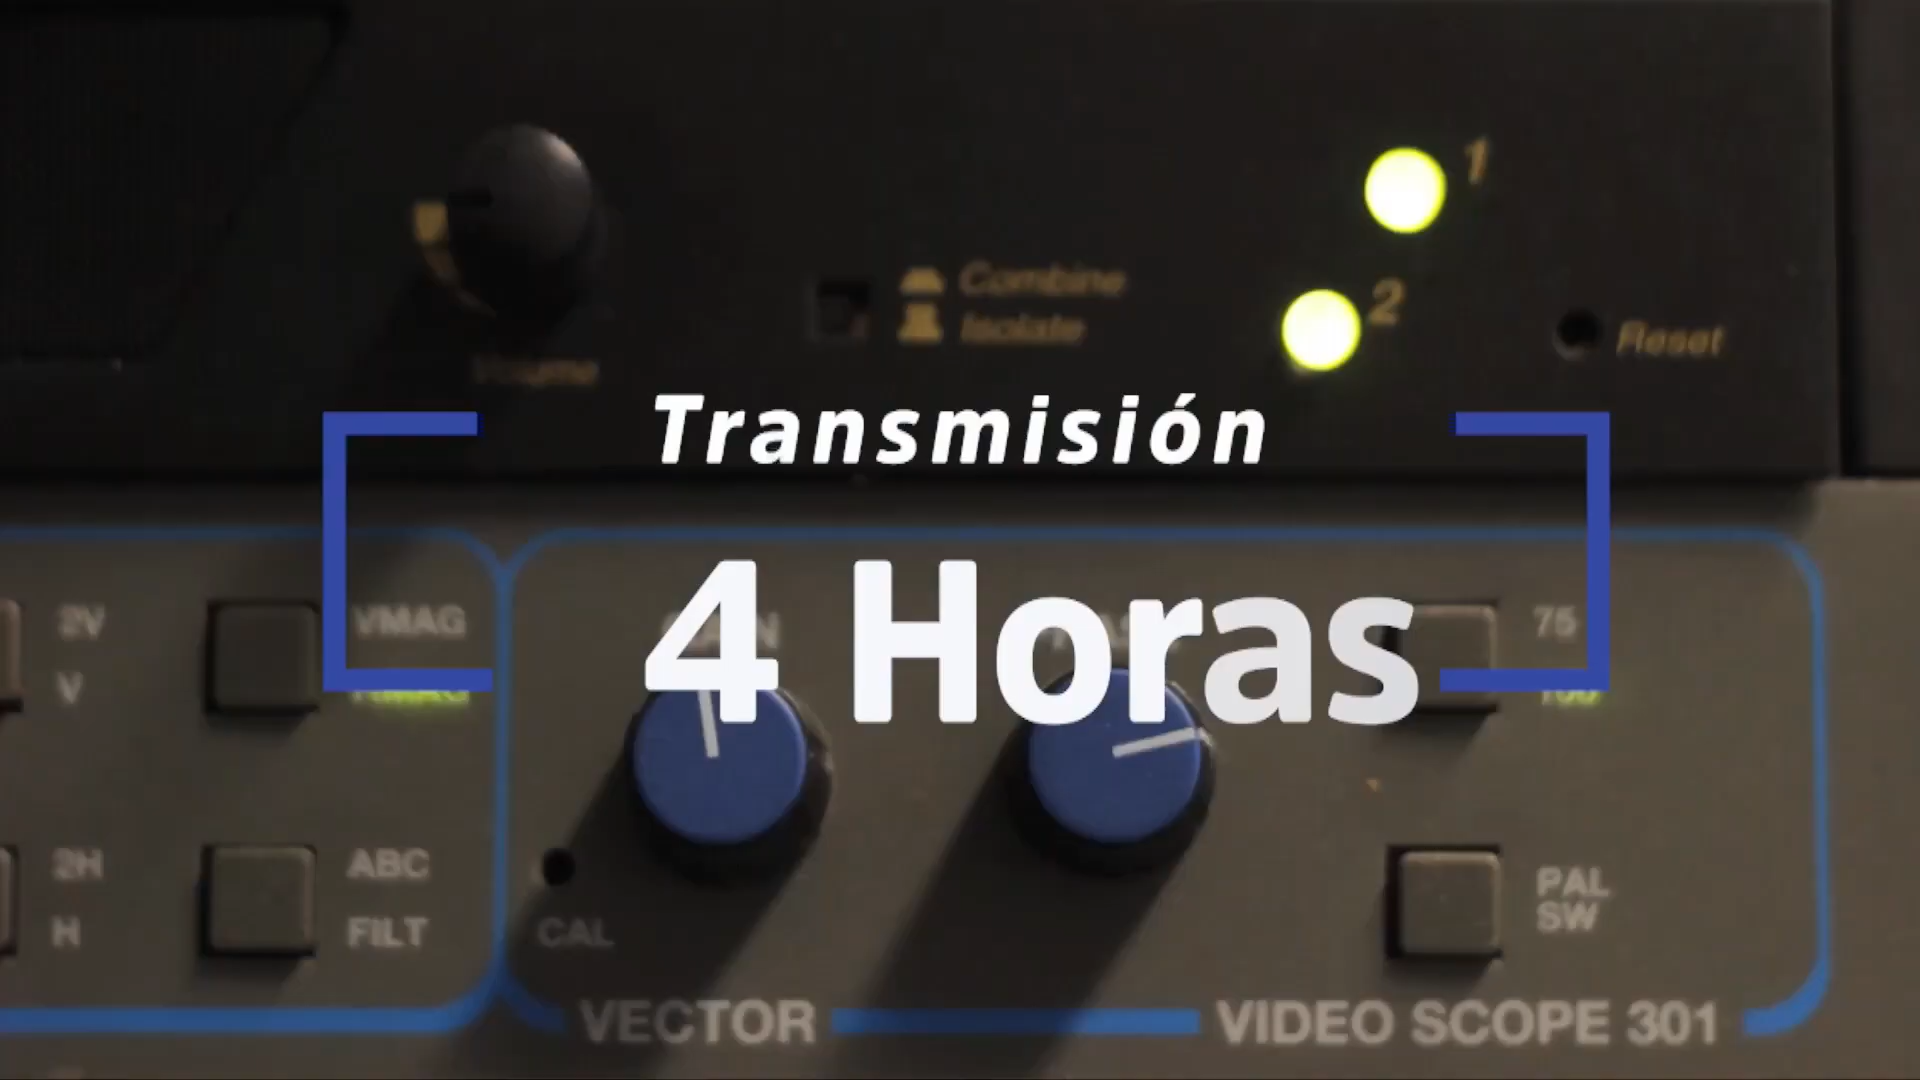 1
Combine
2
Isolate
Reset
Volume
Transmisión
4 Horas
2V
VMAG
75
V
2H
ABC
PAL
H
FILT
SW
CAL
VECTOR
VIDEO SCOPE 301